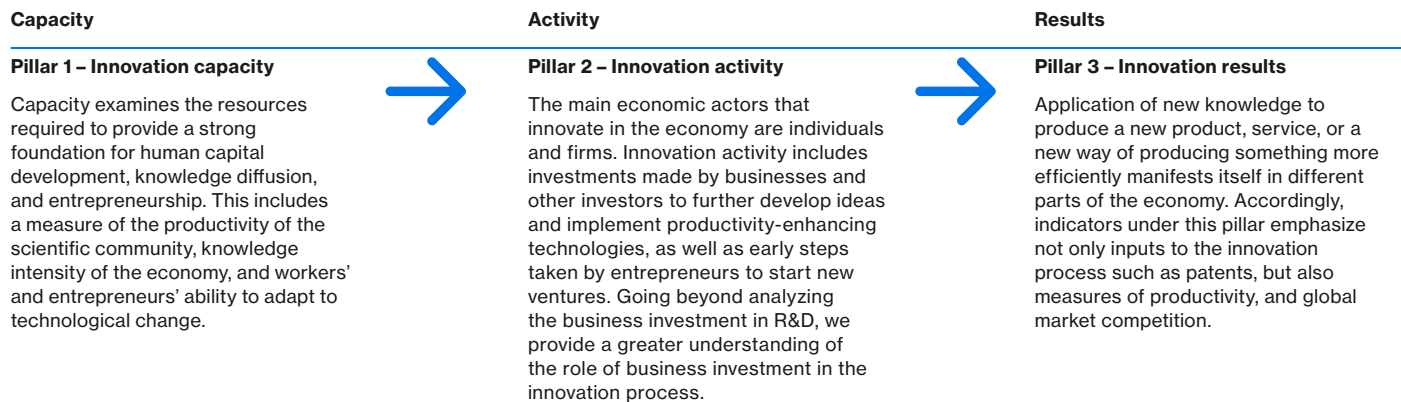 Capacity
Activity
Results
Pillar 1 – Innovation capacity
Capacity examines the resources
required to provide a strong
foundation for human capital
development, knowledge diffusion,
and entrepreneurship. This includes
a measure of the productivity of the
scientific community, knowledge
intensity of the economy, and workers’
and entrepreneurs’ ability to adapt to
technological change.
Pillar 2 – Innovation activity
The main economic actors that
innovate in the economy are individuals
and firms. Innovation activity includes
investments made by businesses and
other investors to further develop ideas
and implement productivity-enhancing
technologies, as well as early steps
taken by entrepreneurs to start new
ventures. Going beyond analyzing
the business investment in R&D, we
provide a greater understanding of
the role of business investment in the
innovation process.
Pillar 3 – Innovation results
Application of new knowledge to
produce a new product, service, or a
new way of producing something more
efficiently manifests itself in different
parts of the economy. Accordingly,
indicators under this pillar emphasize
not only inputs to the innovation
process such as patents, but also
measures of productivity, and global
market competition.